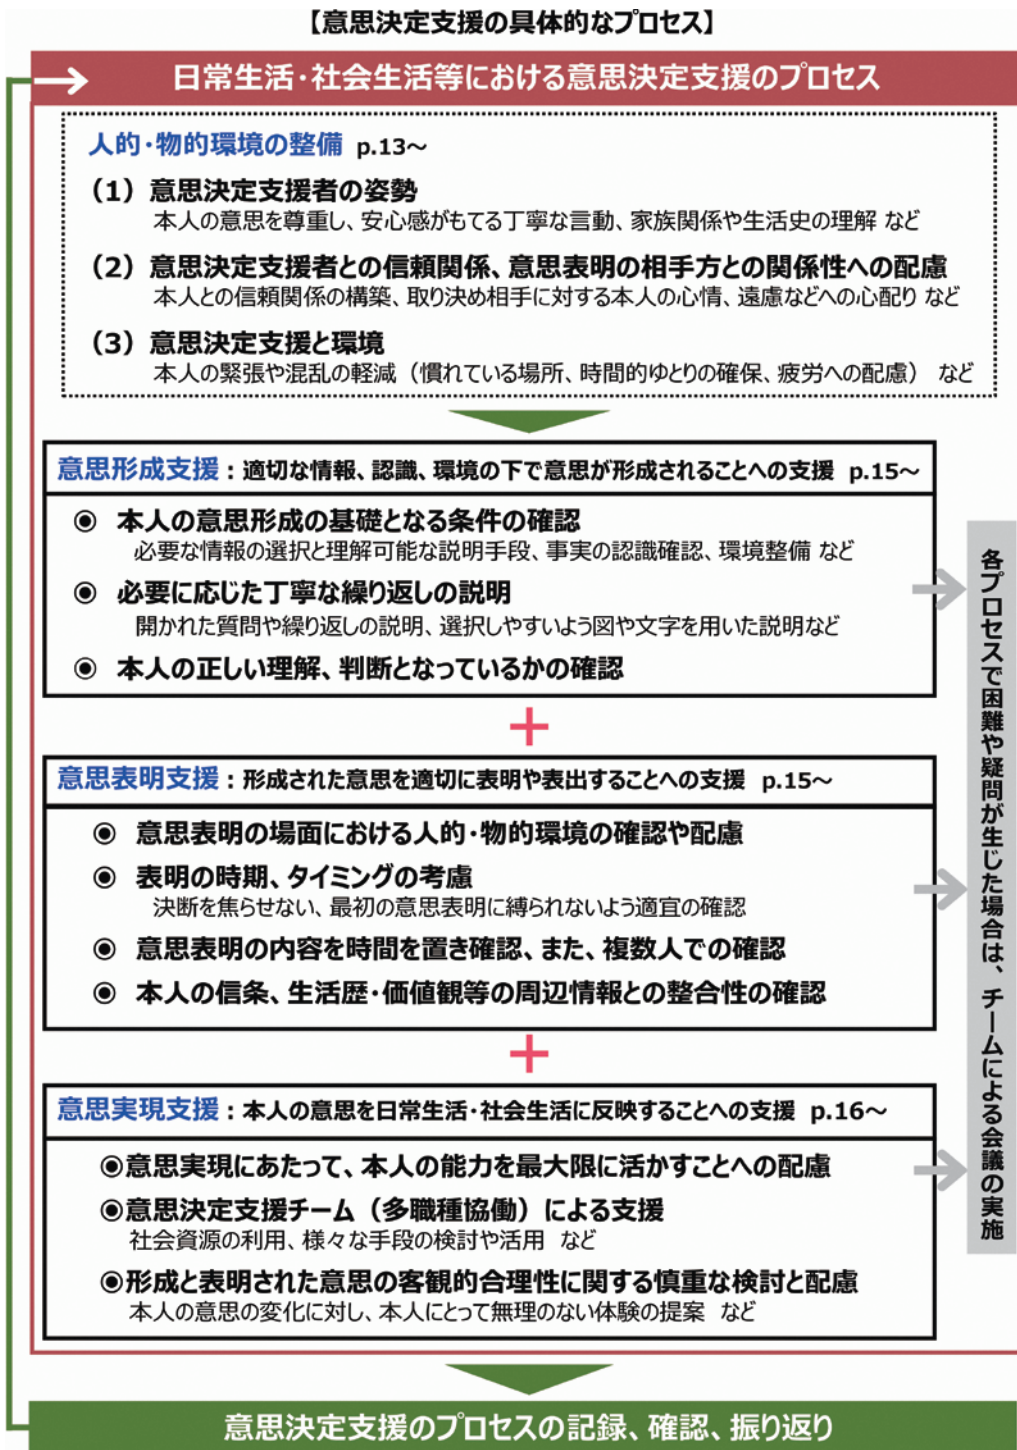 【意思決定支援の具体的なプロセス】
日常生活・社会生活等における意思決定支援のプロセス
人的・物的環境の整備 p.13～
（1）意思決定支援者の姿勢
本人の意思を尊重し、安心感がもてる丁寧な言動、家族関係や生活史の理解 など
（2）意思決定支援者との信頼関係、意思表明の相手方との関係性への配慮
本人との信頼関係の構築、取り決め相手に対する本人の心情、遠慮などへの心配り など
（3）意思決定支援と環境
本人の緊張や混乱の軽減（慣れている場所、時間的ゆとりの確保、疲労への配慮） など
意思形成支援：適切な情報、認識、環境の下で意思が形成されることへの支援 p.15～
◉ 本人の意思形成の基礎となる条件の確認
必要な情報の選択と理解可能な説明手段、事実の認識確認、環境整備 など
◉ 必要に応じた丁寧な繰り返しの説明
開かれた質問や繰り返しの説明、選択しやすいよう図や文字を用いた説明など
◉ 本人の正しい理解、判断となっているかの確認
＋
意思表明支援：形成された意思を適切に表明や表出することへの支援 p.15～
◉ 意思表明の場面における人的・物的環境の確認や配慮
◉ 表明の時期、タイミングの考慮
決断を焦らせない、最初の意思表明に縛られないよう適宜の確認
◉ 意思表明の内容を時間を置き確認、また、複数人での確認
◉ 本人の信条、生活歴・価値観等の周辺情報との整合性の確認
＋
意思実現支援：本人の意思を日常生活・社会生活に反映することへの支援 p.16～
◉意思実現にあたって、本人の能力を最大限に活かすことへの配慮
◉意思決定支援チーム（多職種協働）による支援
社会資源の利用、様々な手段の検討や活用 など
◉形成と表明された意思の客観的合理性に関する慎重な検討と配慮
本人の意思の変化に対し、本人にとって無理のない体験の提案 など
各プロセスで困難や疑問が生じた場合は、チームによる会議の実施
意思決定支援のプロセスの記録、確認、振り返り